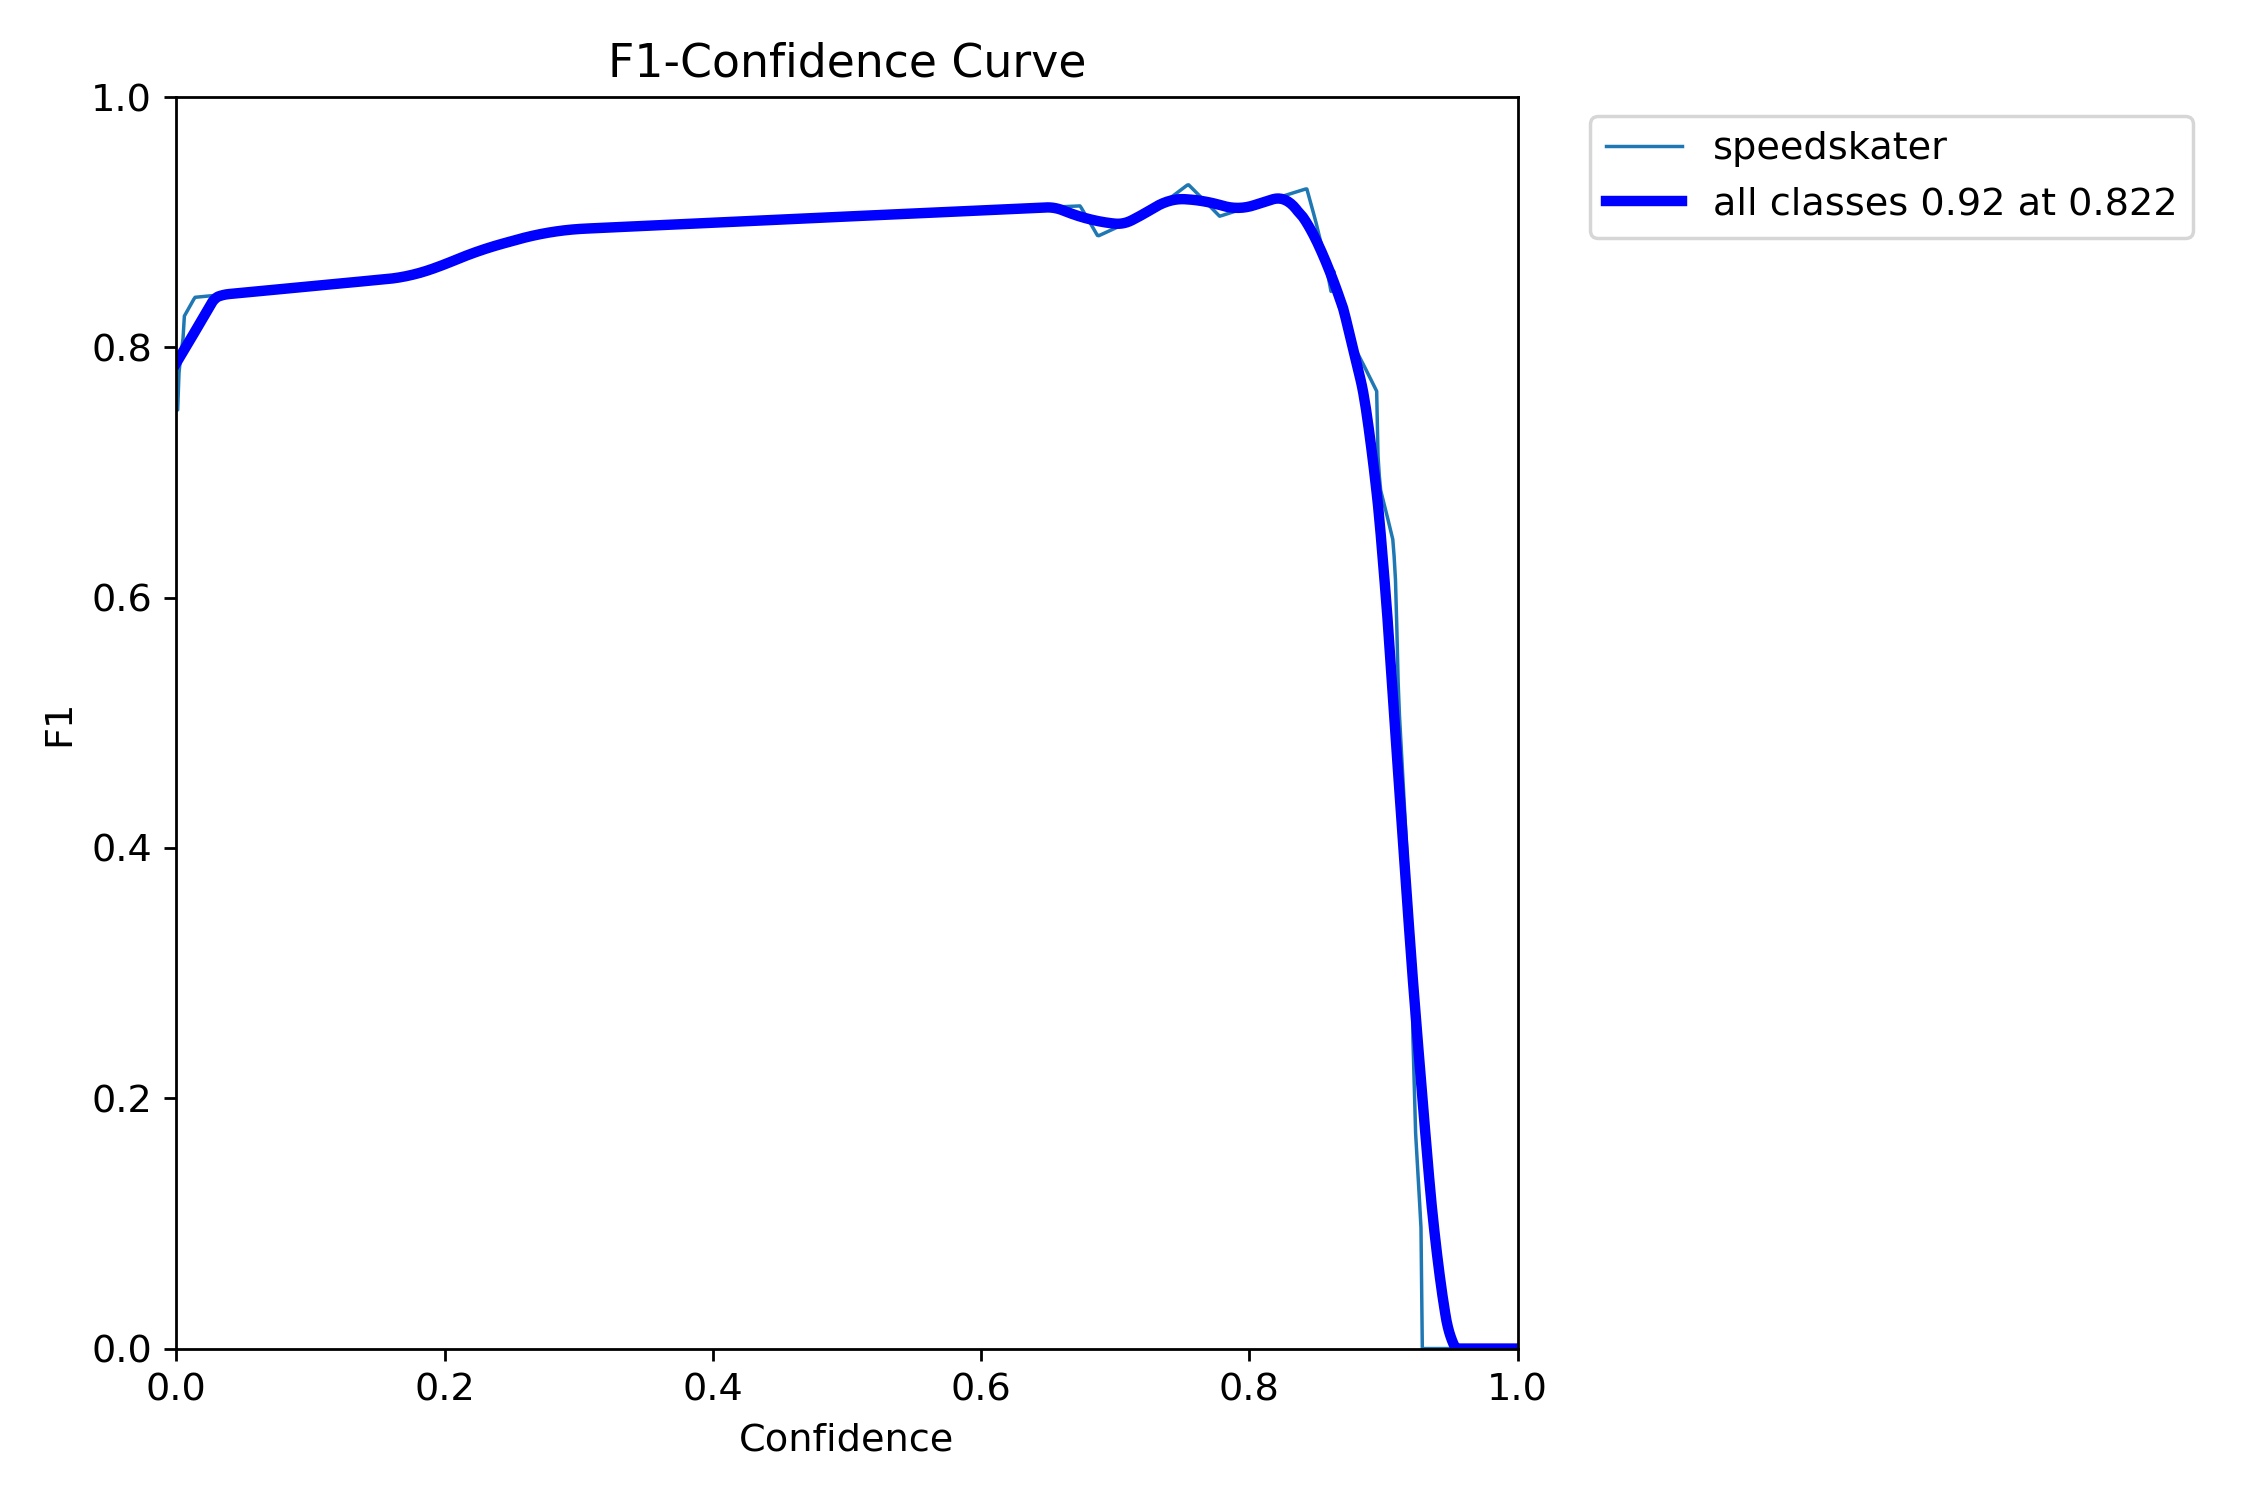 F1-Confidence Curve
1.0
0.8
0.6
0.4
0.2
0.0
F1
0.0 0.2 0.4 0.6 0.8 1.0
Confidence
speedskater
all classes 0.92 at 0.822